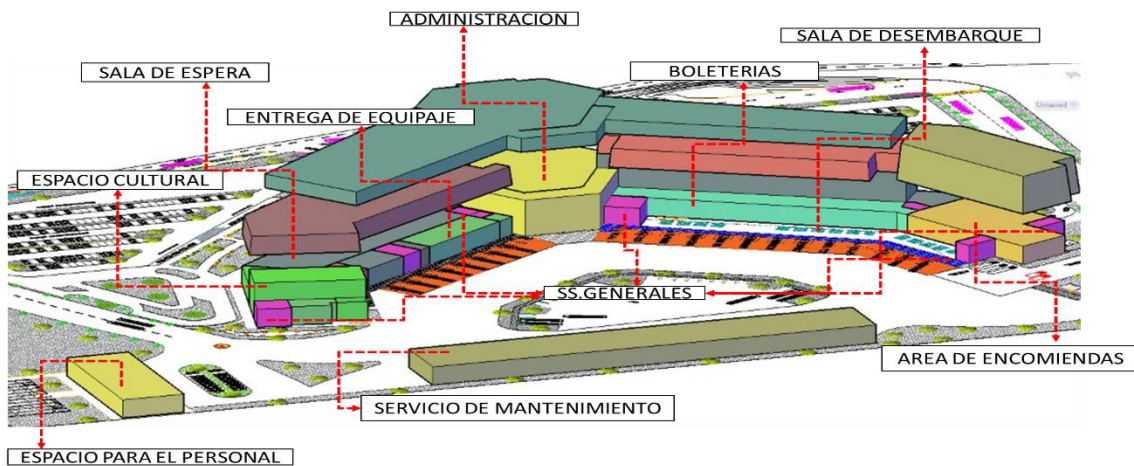 ADMINISTRACION
SALA DE DESEMBARQUE
SALA DE ESPERA
BOLETERIAS
ENTREGA DE EQUIPAJE
Unnamed
ESPACIO CULTURAL
SS.GENERALES
AREA DE ENCOMIENDAS
SERVICIO DE MANTENIMIENTO
ESPACIO PARA EL PERSONAL